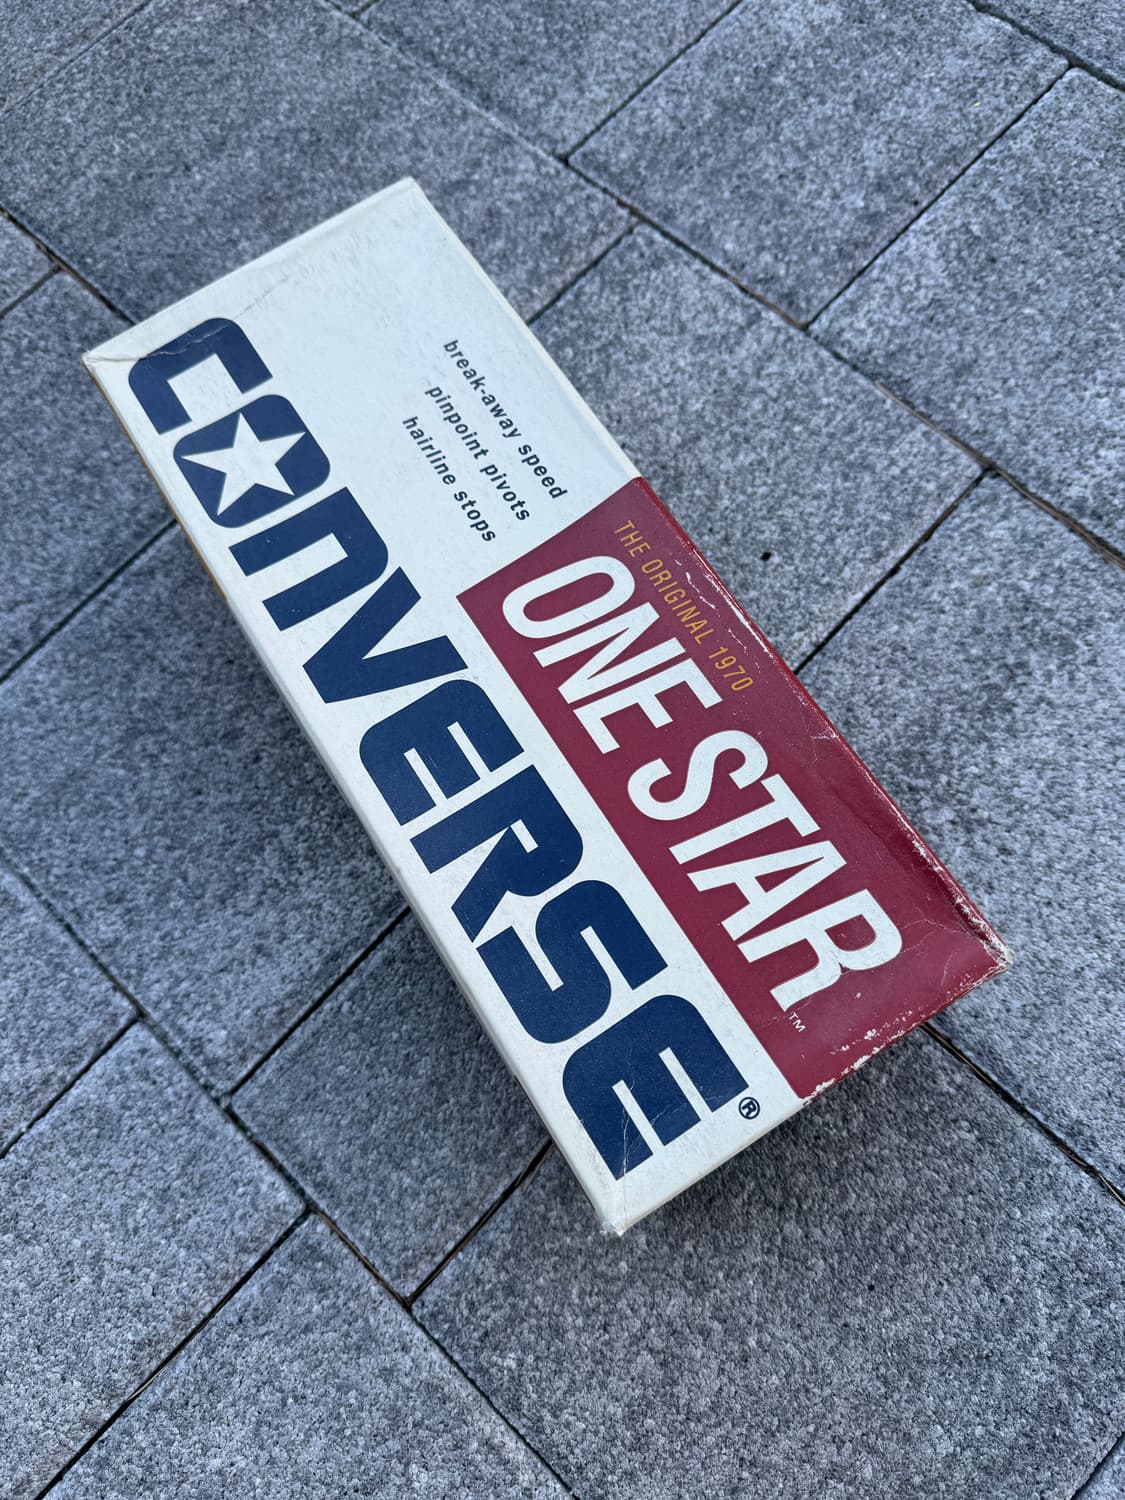 break-away speed
pinpoint pivots
hairline stops
THE ORIGINAL 1970
ONE STAR™
CONVERSE®